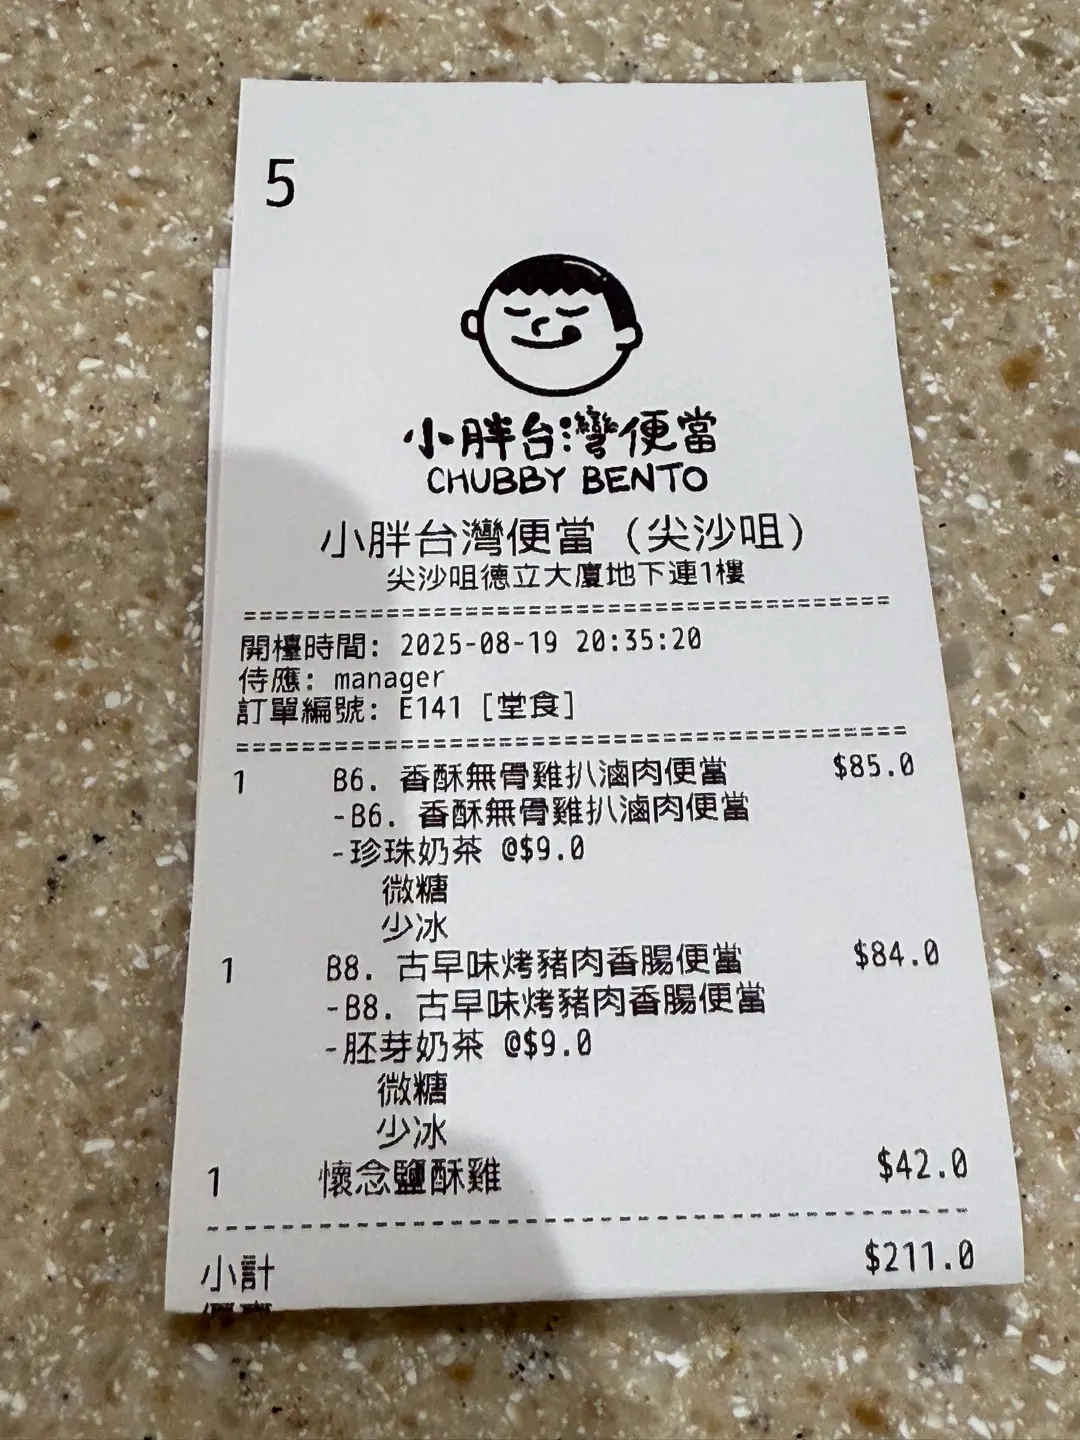 5
小胖台灣便當
CHUBBY BENTO
小胖台灣便當（尖沙咀）
尖沙咀德立大廈地下連1樓
========================================
開檯時間: 2025-08-19 20:35:20
侍應: manager
訂單編號: E141 [堂食]
========================================
1 B6. 香酥無骨雞扒滷肉便當 $85.0
-B6. 香酥無骨雞扒滷肉便當
-珍珠奶茶 @$9.0
微糖
少冰
1 B8. 古早味烤豬肉香腸便當 $84.0
-B8. 古早味烤豬肉香腸便當
-胚芽奶茶 @$9.0
微糖
少冰
1 懷念鹽酥雞 $42.0
----------------------------------------
小計 $211.0